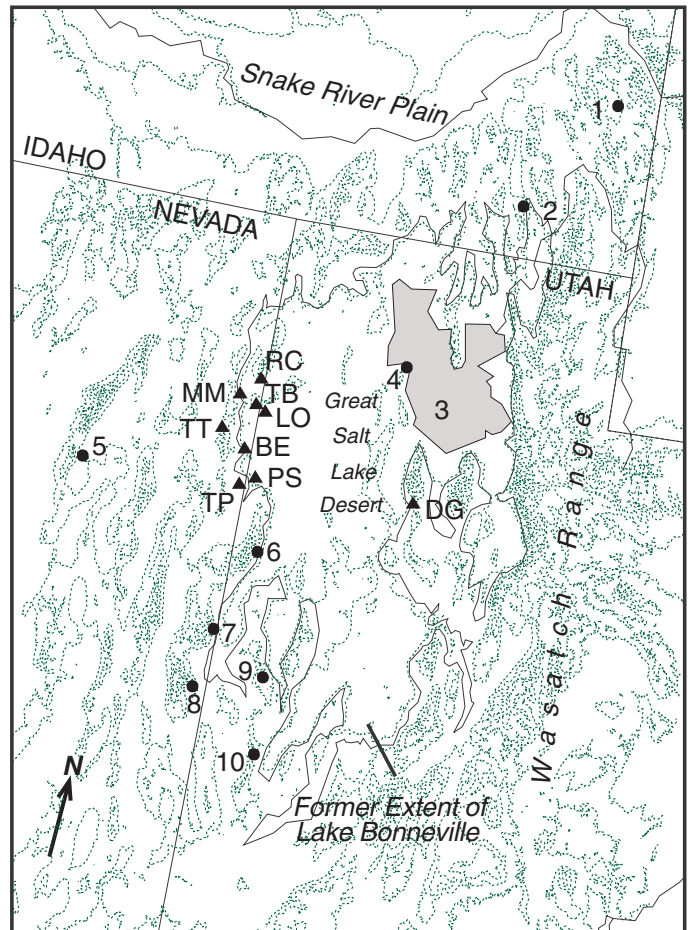 Snake River Plain
1
IDAHO
2
NEVADA
UTAH
RC
MM
TB
4
LO
Great
3
TT
Salt
5
BE
Lake
PS
TP
Desert
DG
Wasatch Range
6
7
9
8
10
N
Former Extent of
Lake Bonneville